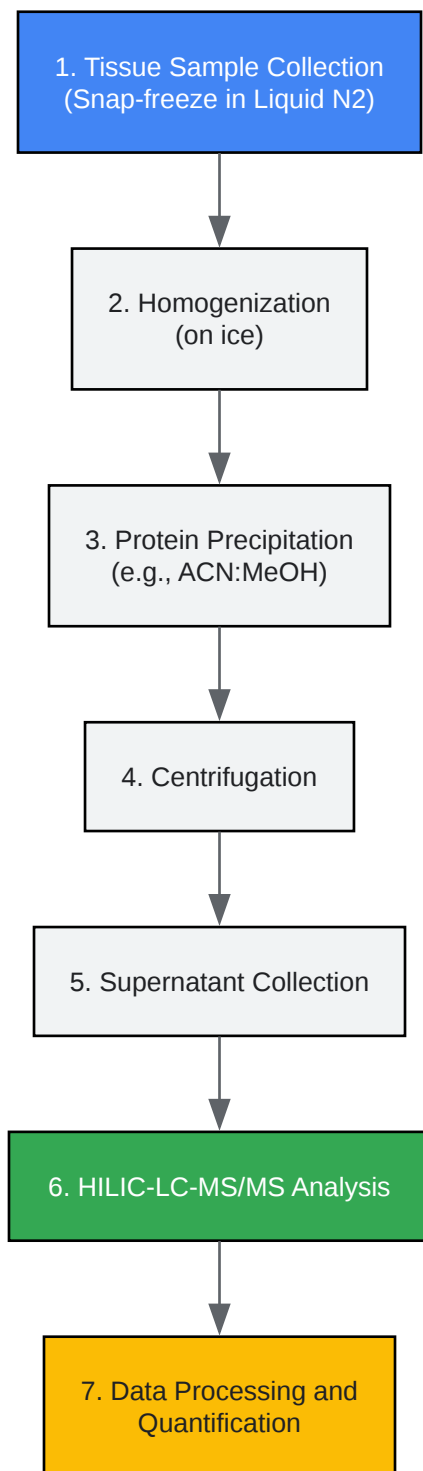 1. Tissue Sample Collection
(Snap-freeze in Liquid N2)
2. Homogenization
(on ice)
3. Protein Precipitation
(e.g., ACN:MeOH)
4. Centrifugation
5. Supernatant Collection
6. HILIC-LC-MS/MS Analysis
7. Data Processing and
Quantification